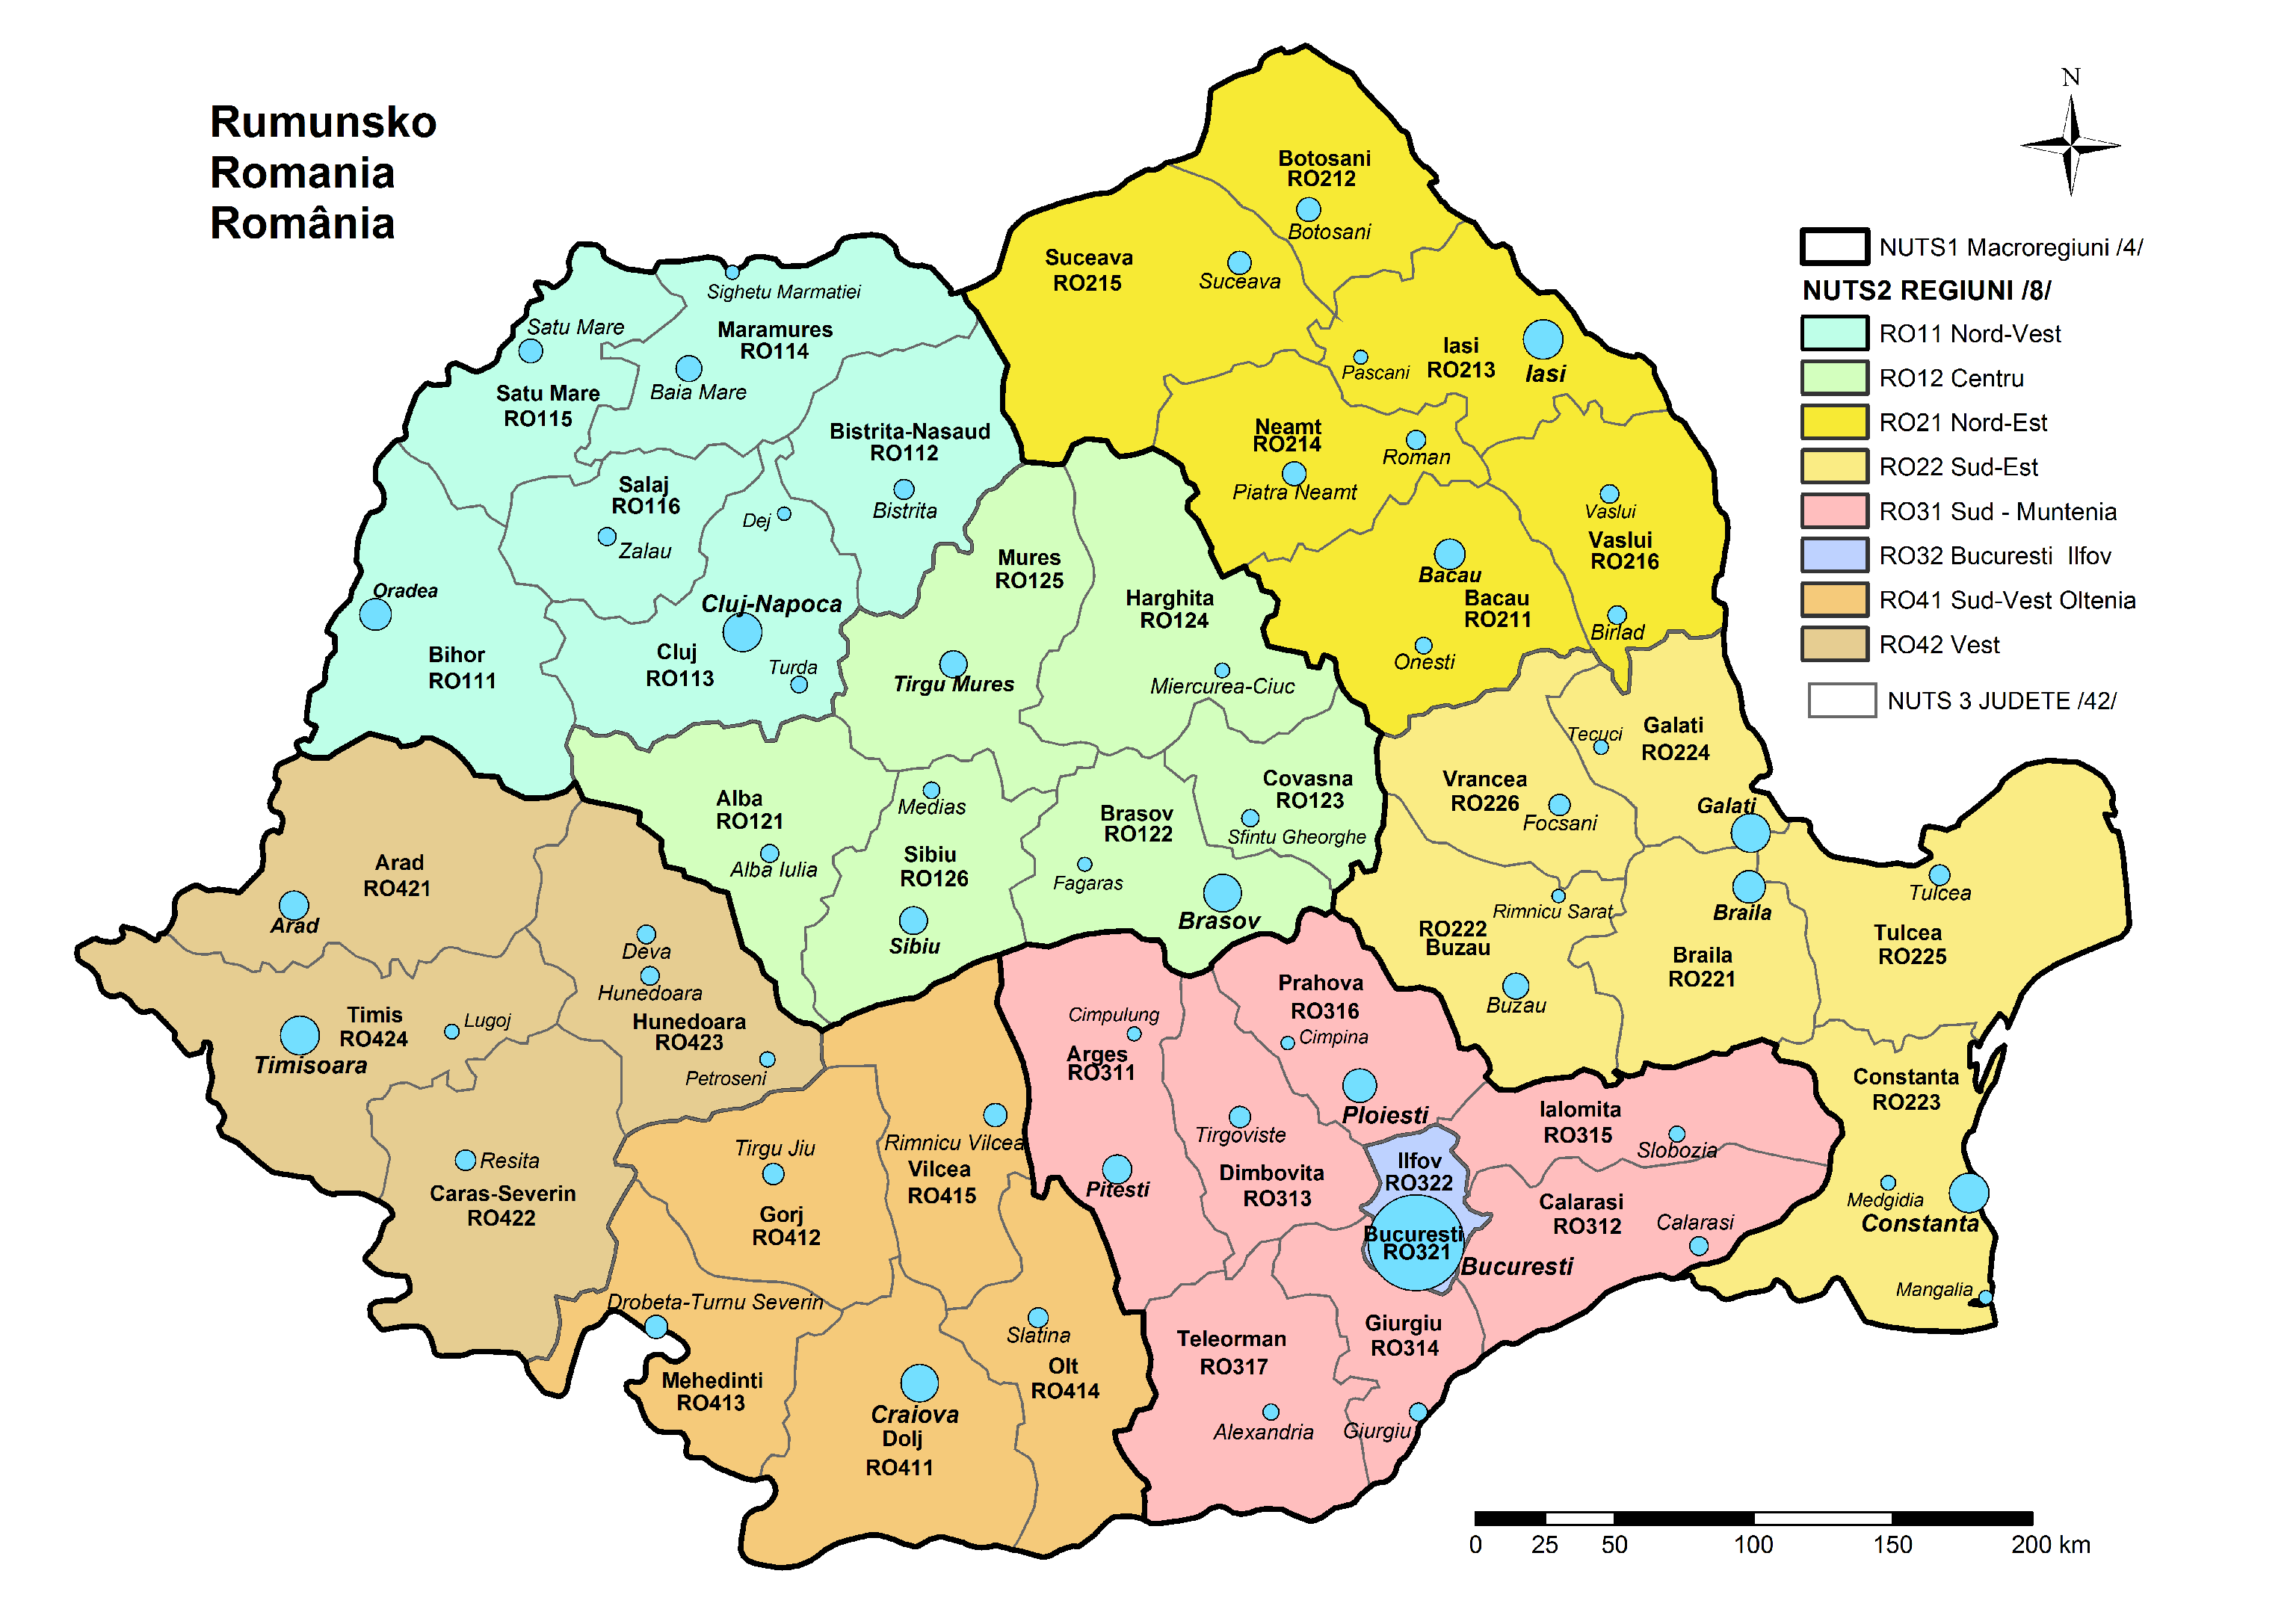 Rumunsko
Romania
România
N
NUTS1 Macroregiuni /4/
NUTS2 REGIUNI /8/
RO11 Nord-Vest
RO12 Centru
RO21 Nord-Est
RO22 Sud-Est
RO31 Sud - Muntenia
RO32 Bucuresti Ilfov
RO41 Sud-Vest Oltenia
RO42 Vest
NUTS 3 JUDETE /42/
Botosani
RO212
Botosani
Suceava
RO215
Suceava
Iasi
RO213
Iasi
Pascani
Neamt
RO214
Piatra Neamt
Roman
Vaslui
Vaslui
RO216
Birlad
Bacau
Bacau
RO211
Onesti
Sighetu Marmatiei
Maramures
RO114
Baia Mare
Satu Mare
Satu Mare
RO115
Bistrita-Nasaud
RO112
Bistrita
Salaj
RO116
Zalau
Dej
Oradea
Bihor
RO111
Cluj-Napoca
Cluj
RO113
Turda
Mures
RO125
Tirgu Mures
Harghita
RO124
Miercurea-Ciuc
Alba
RO121
Alba Iulia
Medias
Sibiu
RO126
Sibiu
Brasov
RO122
Fagaras
Brasov
Covasna
RO123
Sfintu Gheorghe
Tecuci
Galati
RO224
Galati
Vrancea
RO226
Focsani
Rimnicu Sarat
RO222
Buzau
Buzau
Braila
Braila
RO221
Tulcea
Tulcea
RO225
Constanta
RO223
Medgidia
Constanta
Mangalia
Arad
RO421
Arad
Timis
RO424
Timisoara
Lugoj
Deva
Hunedoara
Hunedoara
RO423
Petroseni
Resita
Caras-Severin
RO422
Tirgu Jiu
Gorj
RO412
Rimnicu Vilcea
Vilcea
RO415
Drobeta-Turnu Severin
Mehedinti
RO413
Craiova
Dolj
RO411
Slatina
Olt
RO414
Cimpulung
Arges
RO311
Pitesti
Prahova
RO316
Cimpina
Ploiesti
Tirgoviste
Dimbovita
RO313
Ilfov
RO322
Bucuresti
RO321
Bucuresti
Ialomita
RO315
Slobozia
Calarasi
RO312
Calarasi
Teleorman
RO317
Alexandria
Giurgiu
RO314
Giurgiu
0 25 50 100 150 200 km